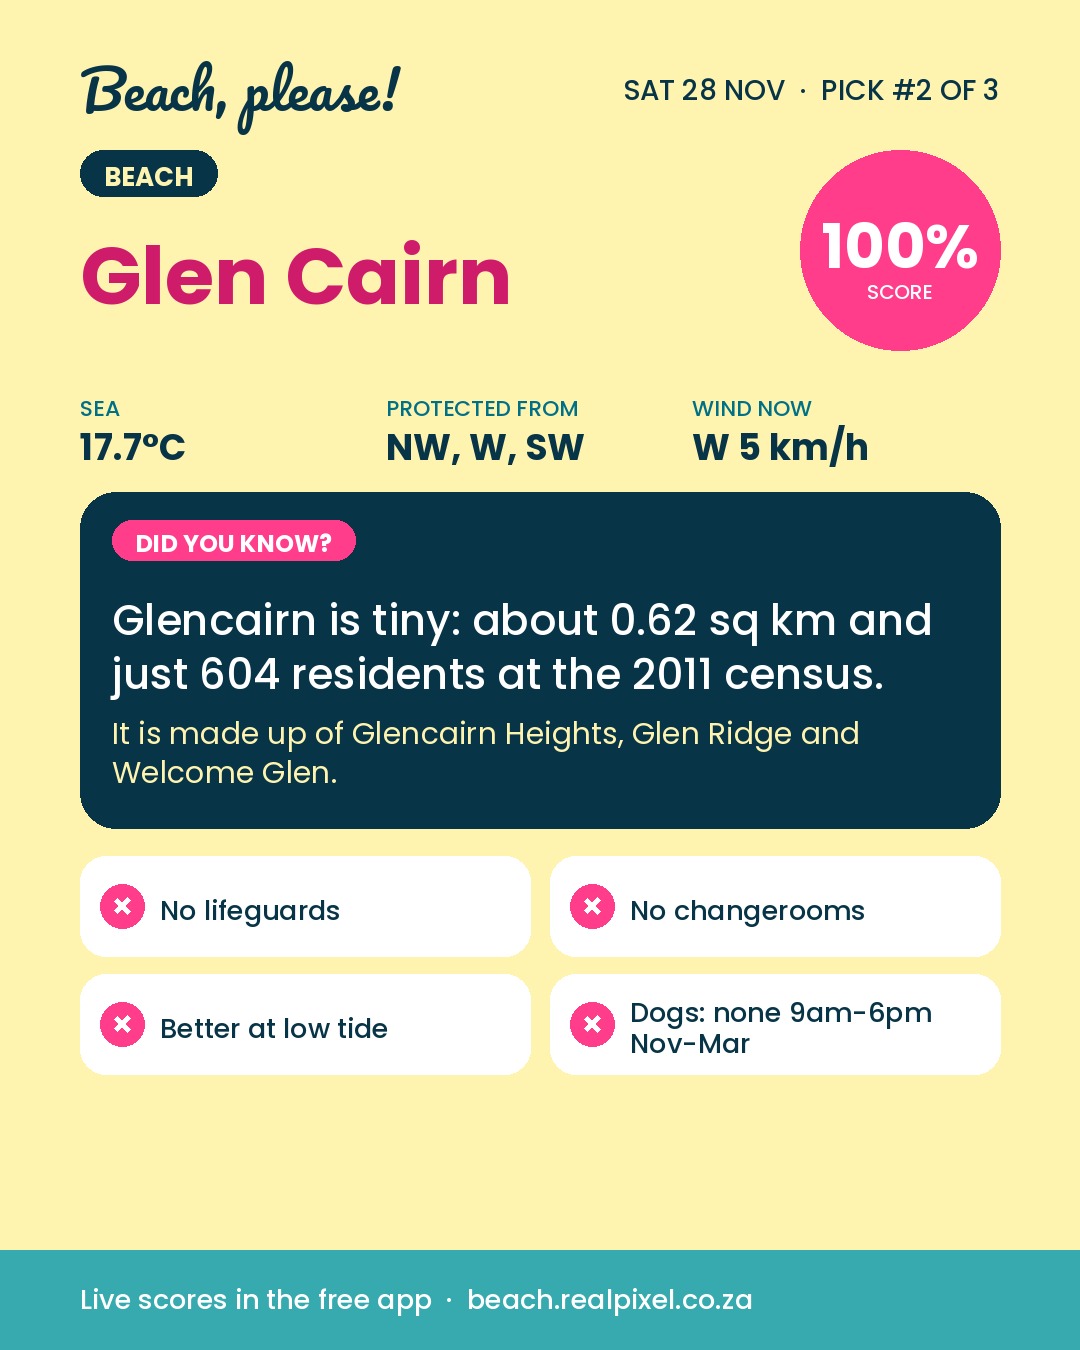 Beach, please!
SAT 28 NOV · PICK #2 OF 3
BEACH
Glen Cairn
100%
SCORE
SEA
17.7°C
PROTECTED FROM
NW, W, SW
WIND NOW
W 5 km/h
DID YOU KNOW?
Glencairn is tiny: about 0.62 sq km and
just 604 residents at the 2011 census.
It is made up of Glencairn Heights, Glen Ridge and
Welcome Glen.
No lifeguards
No changerooms
Better at low tide
Dogs: none 9am-6pm
Nov-Mar
Live scores in the free app · beach.realpixel.co.za